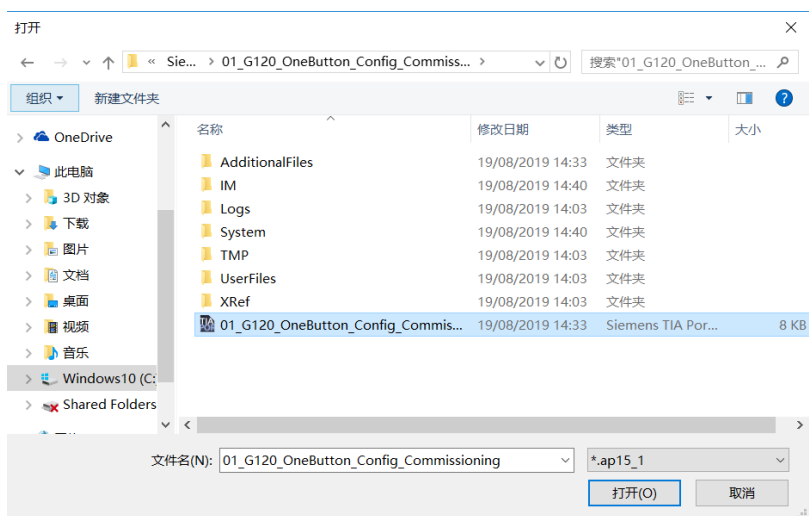 打开
« Sie... > 01_G120_OneButton_Config_Commiss... >
搜索"01_G120_OneButton_...
组织
新建文件夹
名称 修改日期 类型 大小
OneDrive
此电脑
3D 对象
下载
图片
文档
桌面
视频
音乐
Windows10 (C:
Shared Folders
AdditionalFiles 19/08/2019 14:33 文件夹
IM 19/08/2019 14:40 文件夹
Logs 19/08/2019 14:03 文件夹
System 19/08/2019 14:40 文件夹
TMP 19/08/2019 14:03 文件夹
UserFiles 19/08/2019 14:03 文件夹
XRef 19/08/2019 14:03 文件夹
01_G120_OneButton_Config_Commis... 19/08/2019 14:33 Siemens TIA Por... 8 KB
文件名(N): 01_G120_OneButton_Config_Commissioning *.ap15_1
打开(O) 取消